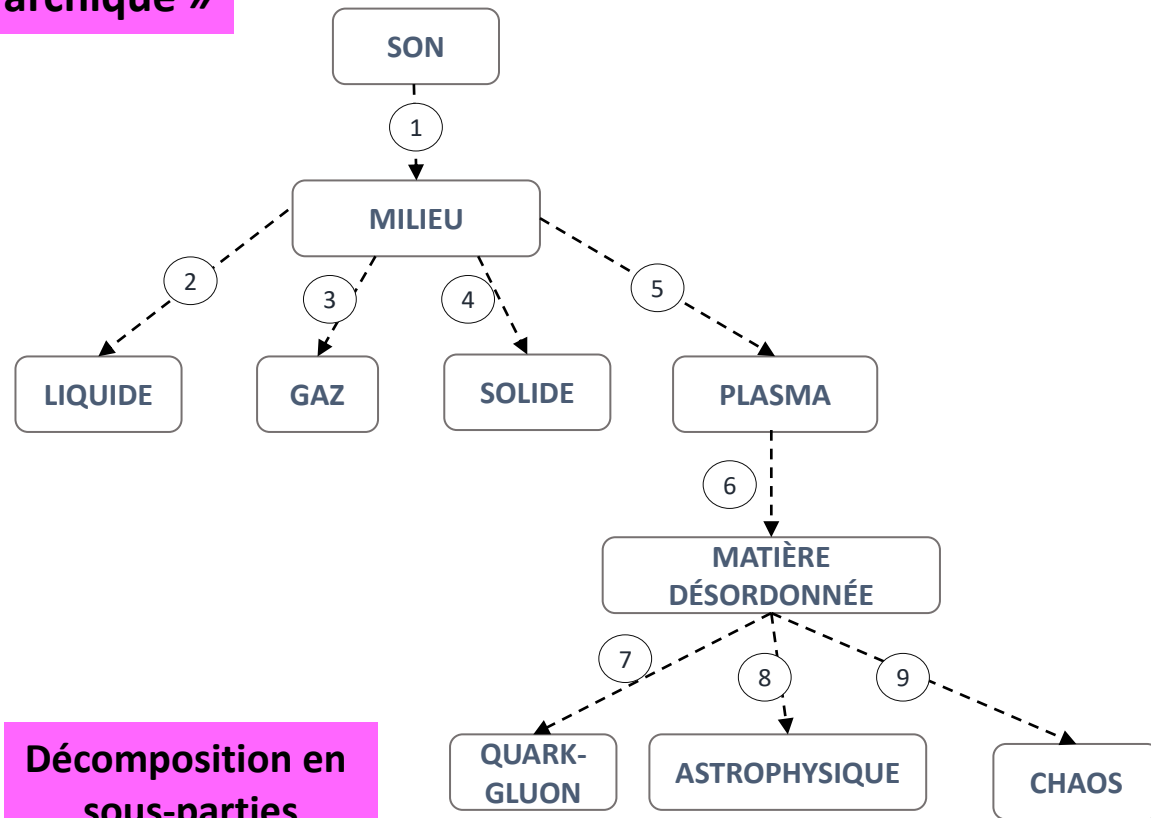 archique »
SON
1
MILIEU
2
3
4
5
LIQUIDE
GAZ
SOLIDE
PLASMA
6
MATIÈRE
DÉSORDONNÉE
7
8
9
QUARK-
GLUON
ASTROPHYSIQUE
CHAOS
Décomposition en
sous-parties